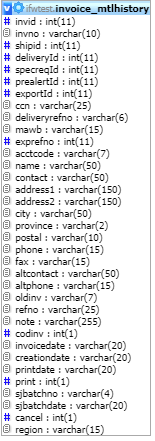 ifwtest invoice_mtlhistory
invid : int(11)
invno : varchar(10)
shipid : int(11)
deliveryId : int(11)
specreqId : int(11)
prealertId : int(11)
exportId : int(11)
ccn : varchar(25)
deliveryrefno : varchar(6)
mawb : varchar(15)
exprefno : int(11)
acctcode : varchar(7)
name : varchar(50)
contact : varchar(50)
address1 : varchar(150)
address2 : varchar(150)
city : varchar(50)
province : varchar(2)
postal : varchar(10)
phone : varchar(15)
fax : varchar(15)
altcontact : varchar(50)
altphone : varchar(15)
oldinv : varchar(7)
refno : varchar(25)
note : varchar(255)
codinv : int(1)
invoicedate : varchar(20)
creationdate : varchar(20)
printdate : varchar(20)
print : int(1)
sjbatchno : varchar(4)
sjbatchdate : varchar(20)
cancel : int(1)
region : varchar(15)